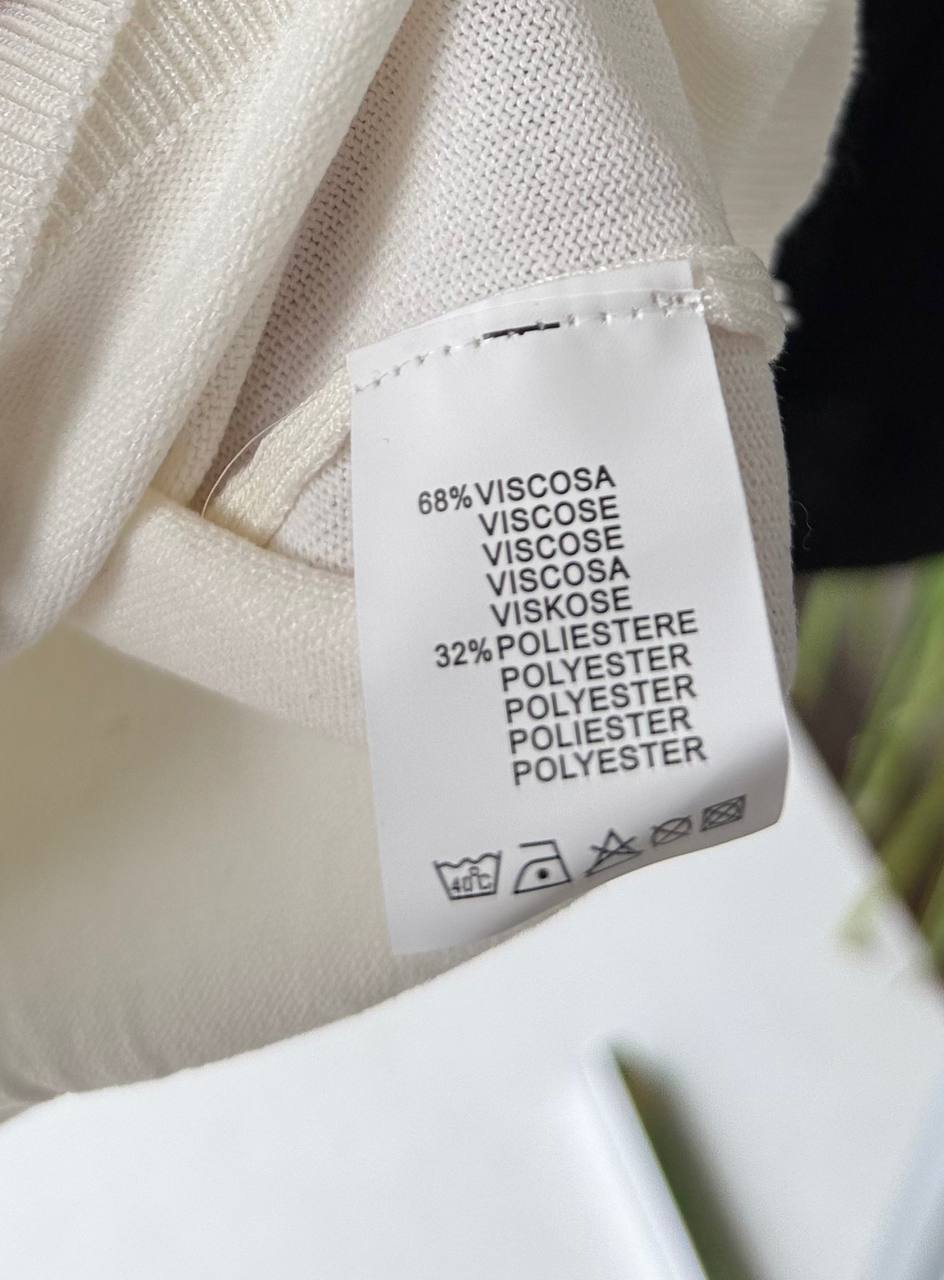 68% VISCOSA
VISCOSE
VISCOSE
VISCOSA
VISKOSE
32% POLIESTERE
POLYESTER
POLYESTER
POLIESTER
POLYESTER
40°C